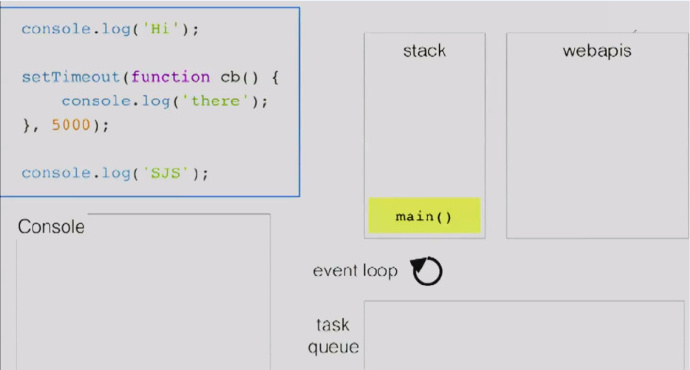 console.log('Hi');
setTimeout(function cb() {
console.log('there');
}, 5000);
console.log('SJS');
Console
stack
main()
webapis
event loop
task
queue